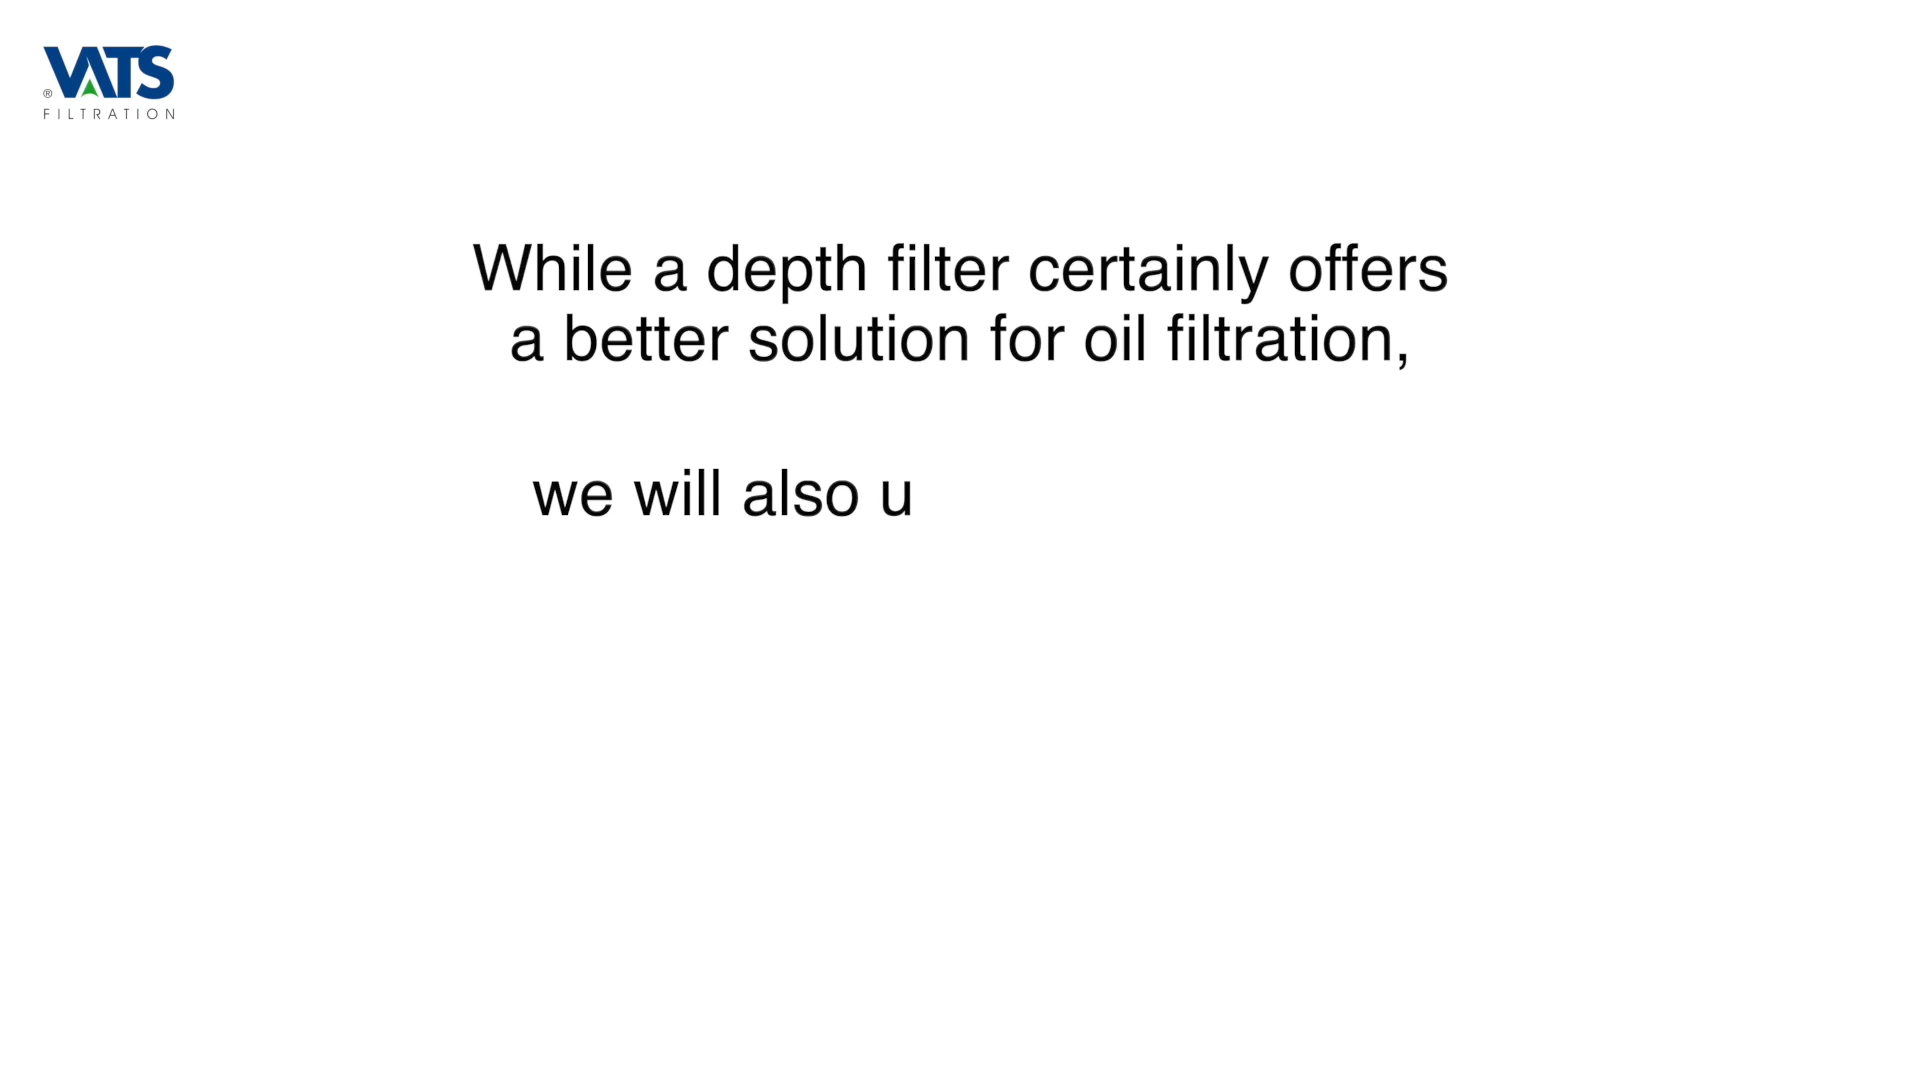 VATS
®
FILTRATION
While a depth filter certainly offers
a better solution for oil filtration,
we will also u